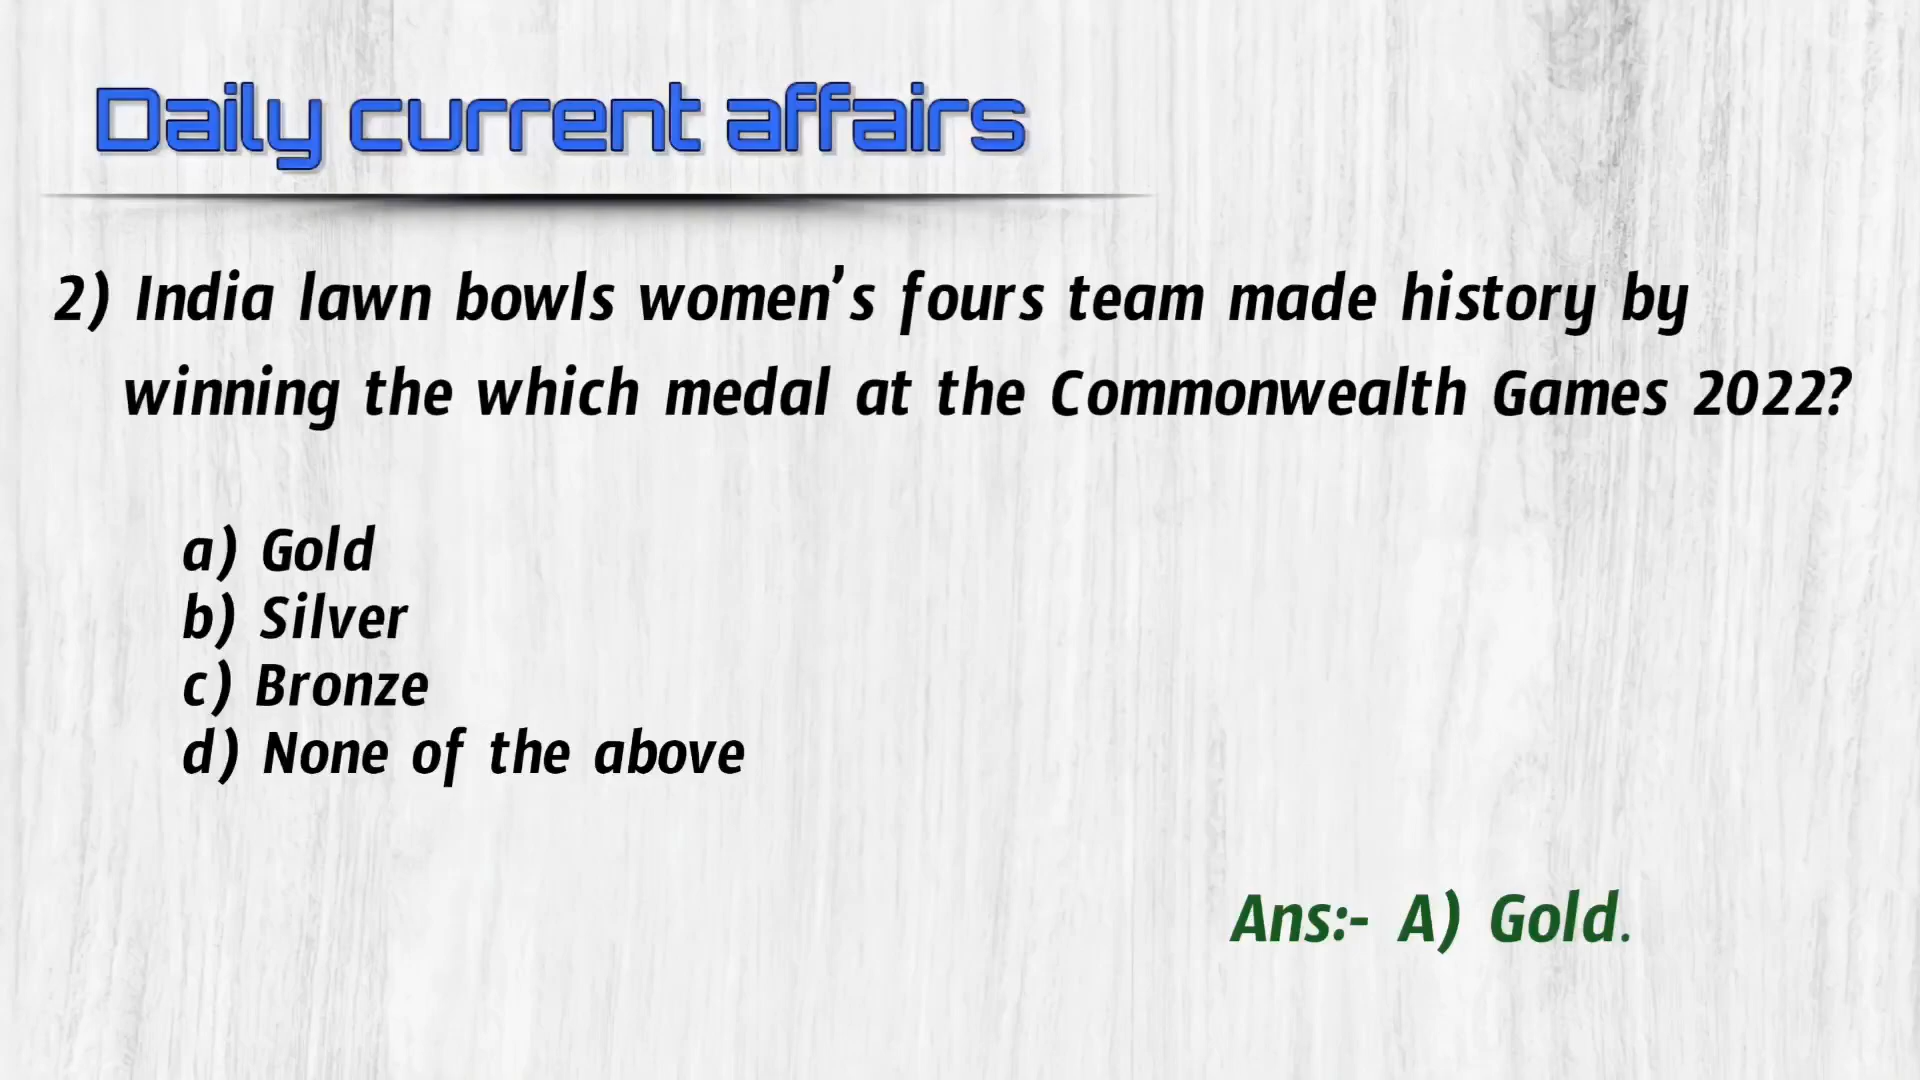 Daily current affairs
2) India lawn bowls women's fours team made history by
winning the which medal at the Commonwealth Games 2022?
a) Gold
b) Silver
c) Bronze
d) None of the above
Ans:- A) Gold.